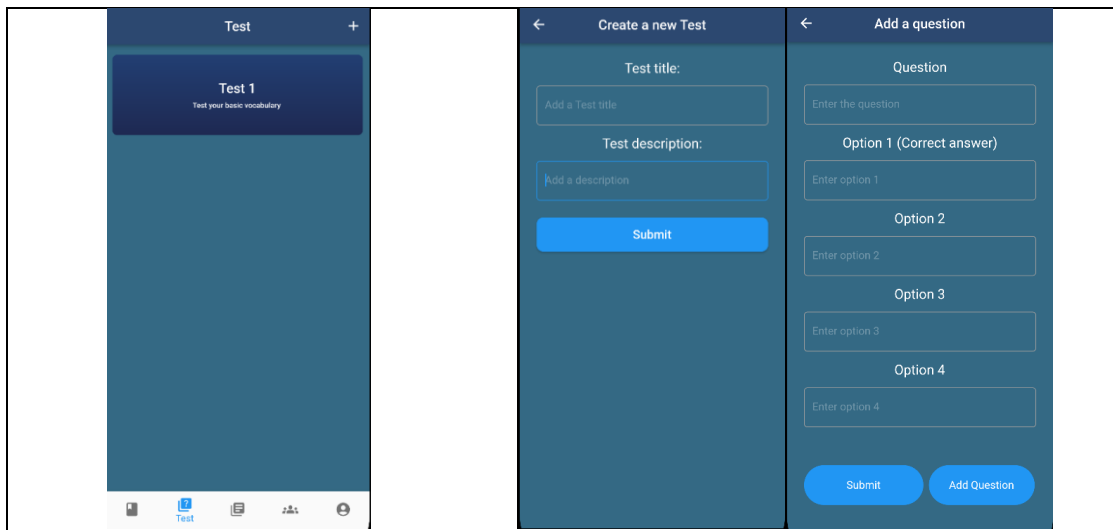 Test +
Test 1
Test your basic vocabulary
Test
Create a new Test
Test title:
Add a Test title
Test description:
Add a description
Submit
Add a question
Question
Enter the question
Option 1 (Correct answer)
Enter option 1
Option 2
Enter option 2
Option 3
Enter option 3
Option 4
Enter option 4
Submit Add Question